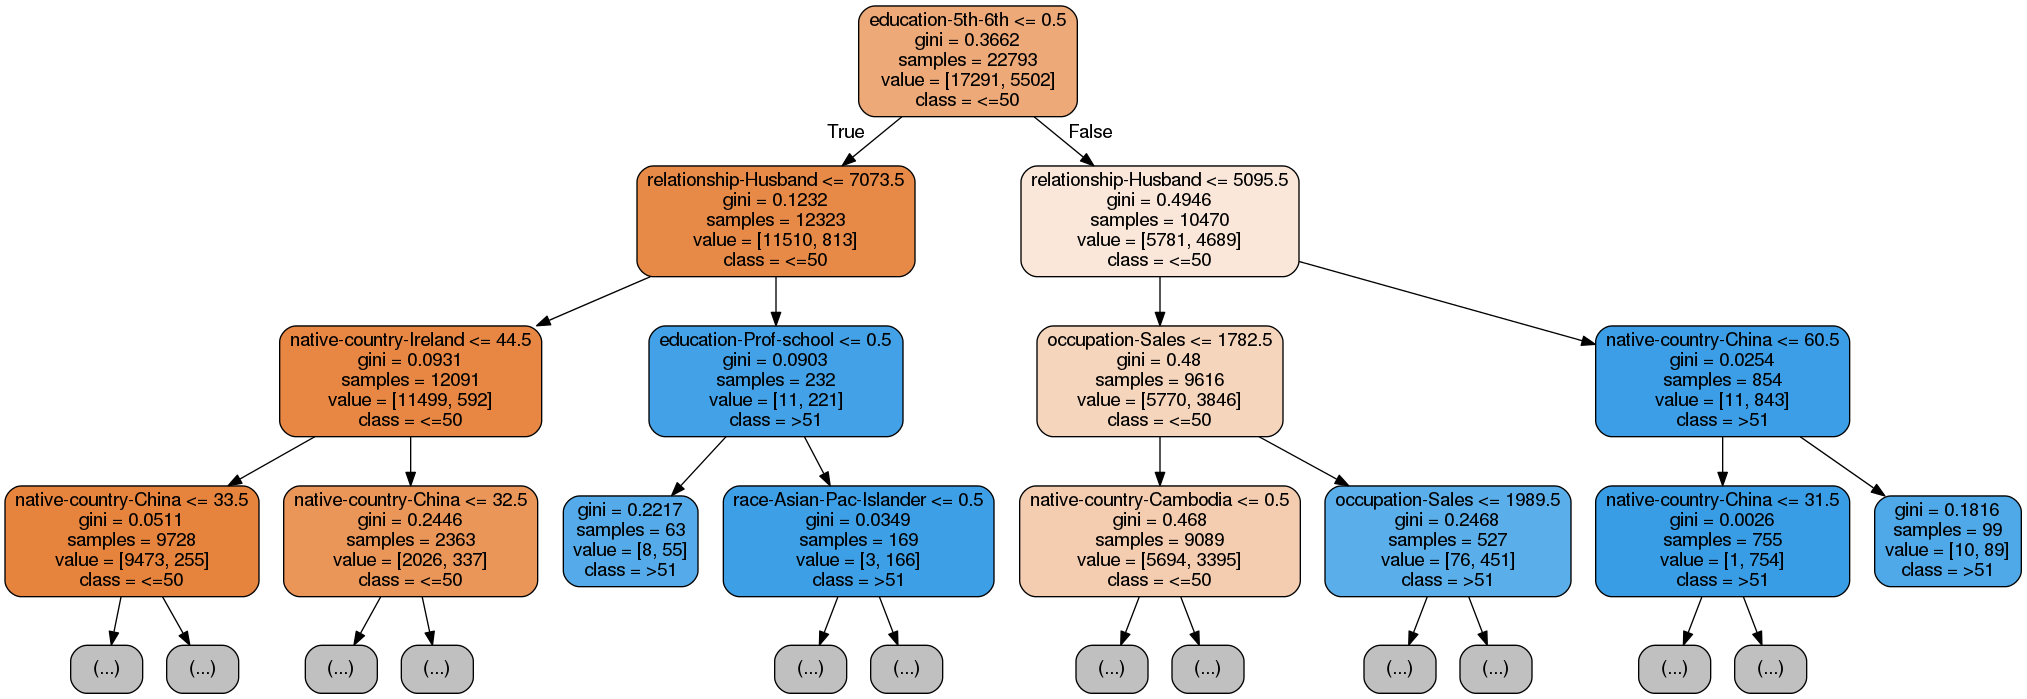 education-5th-6th <= 0.5
gini = 0.3662
samples = 22793
value = [17291, 5502]
class = <=50
True
False
relationship-Husband <= 7073.5
gini = 0.1232
samples = 12323
value = [11510, 813]
class = <=50
relationship-Husband <= 5095.5
gini = 0.4946
samples = 10470
value = [5781, 4689]
class = <=50
native-country-Ireland <= 44.5
gini = 0.0931
samples = 12091
value = [11499, 592]
class = <=50
education-Prof-school <= 0.5
gini = 0.0903
samples = 232
value = [11, 221]
class = >51
occupation-Sales <= 1782.5
gini = 0.48
samples = 9616
value = [5770, 3846]
class = <=50
native-country-China <= 60.5
gini = 0.0254
samples = 854
value = [11, 843]
class = >51
native-country-China <= 33.5
gini = 0.0511
samples = 9728
value = [9473, 255]
class = <=50
native-country-China <= 32.5
gini = 0.2446
samples = 2363
value = [2026, 337]
class = <=50
gini = 0.2217
samples = 63
value = [8, 55]
class = >51
race-Asian-Pac-Islander <= 0.5
gini = 0.0349
samples = 169
value = [3, 166]
class = >51
native-country-Cambodia <= 0.5
gini = 0.468
samples = 9089
value = [5694, 3395]
class = <=50
occupation-Sales <= 1989.5
gini = 0.2468
samples = 527
value = [76, 451]
class = >51
native-country-China <= 31.5
gini = 0.0026
samples = 755
value = [1, 754]
class = >51
gini = 0.1816
samples = 99
value = [10, 89]
class = >51
(...)
(...)
(...)
(...)
(...)
(...)
(...)
(...)
(...)
(...)
(...)
(...)